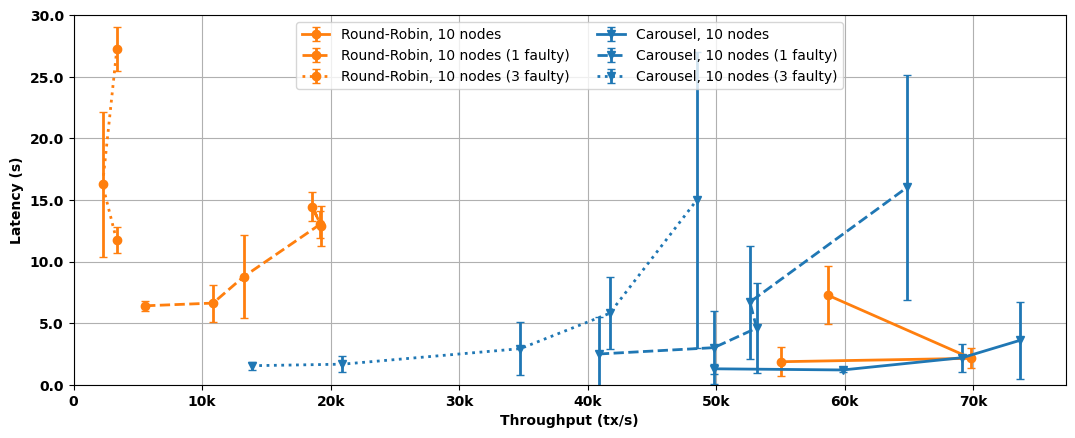 30.0
25.0
20.0
15.0
10.0
5.0
0.0
Latency (s)
Round-Robin, 10 nodes
Round-Robin, 10 nodes (1 faulty)
Round-Robin, 10 nodes (3 faulty)
Carousel, 10 nodes
Carousel, 10 nodes (1 faulty)
Carousel, 10 nodes (3 faulty)
0 10k 20k 30k 40k 50k 60k 70k
Throughput (tx/s)